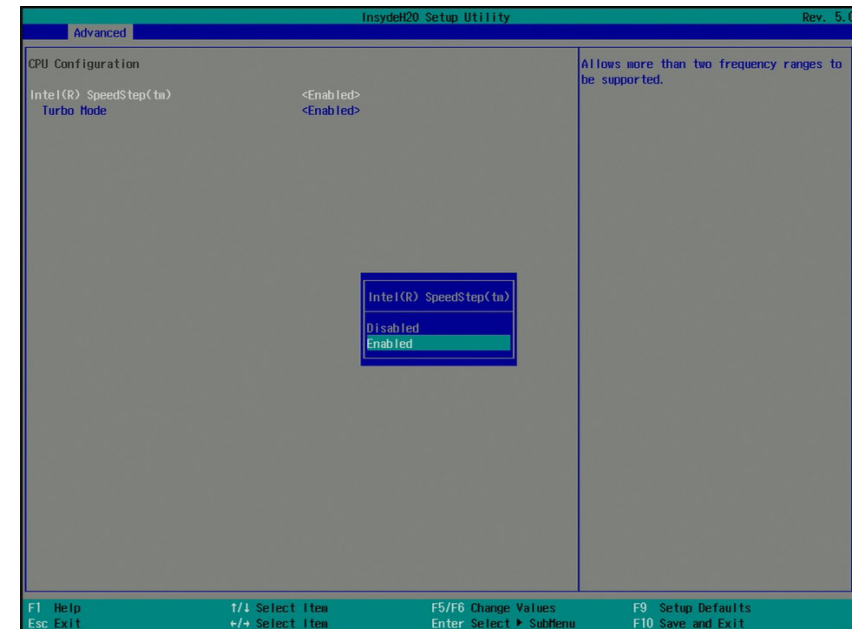 InsydeH20 Setup Utility Rev. 5.0
Advanced
CPU Configuration
Intel(R) SpeedStep(tm) <Enabled>
Turbo Mode <Enabled>
Allows more than two frequency ranges to
be supported.
Intel(R) SpeedStep(tm)
Disabled
Enabled
F1 Help ↑/↓ Select Item F5/F6 Change Values F9 Setup Defaults
Esc Exit ←/→ Select Item Enter Select ▶ SubMenu F10 Save and Exit